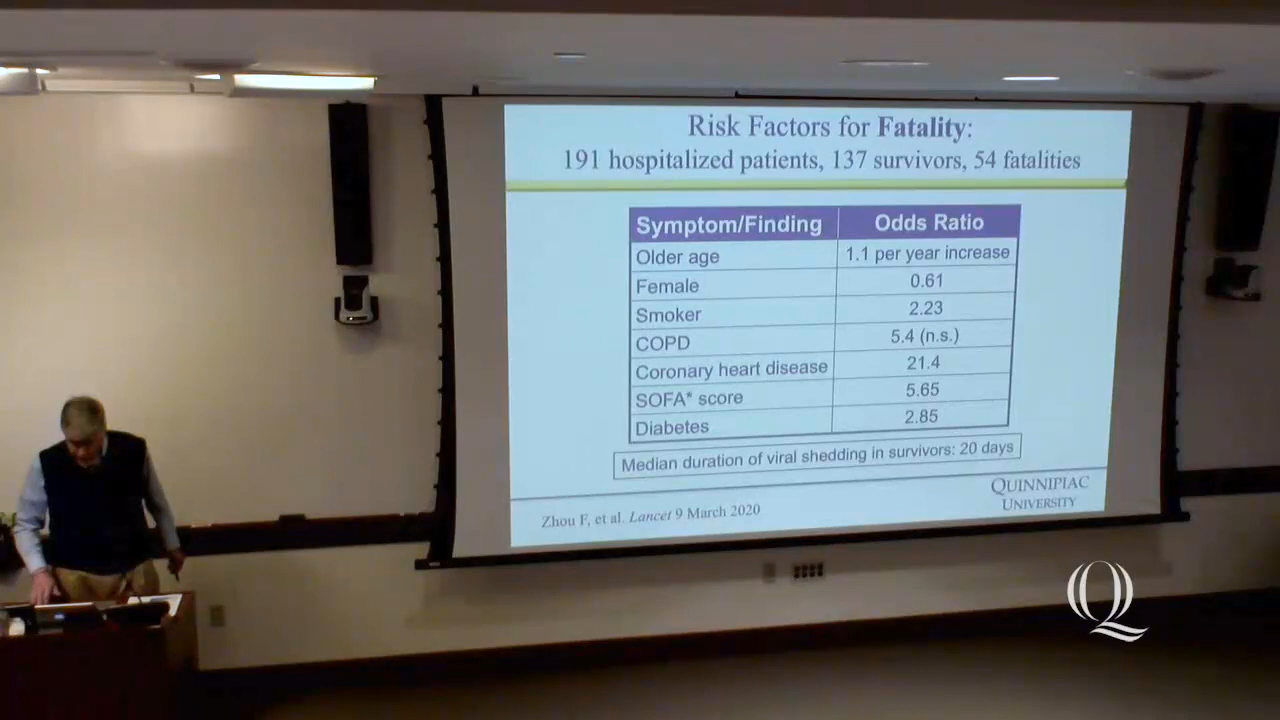 Risk Factors for Fatality:
191 hospitalized patients, 137 survivors, 54 fatalities
Symptom/Finding Odds Ratio
Older age 1.1 per year increase
Female 0.61
Smoker 2.23
COPD 5.4 (n.s.)
Coronary heart disease 21.4
SOFA* score 5.65
Diabetes 2.85
Median duration of viral shedding in survivors: 20 days
Zhou F, et al. Lancet 9 March 2020
QUINNIPIAC
UNIVERSITY
Q